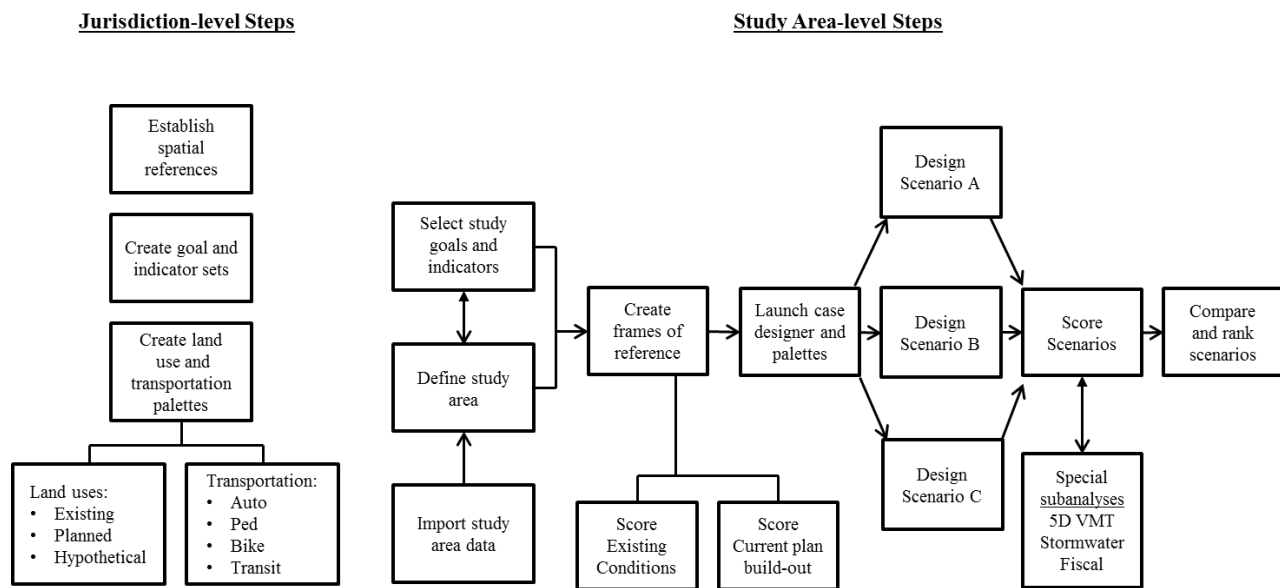 Jurisdiction-level Steps
Study Area-level Steps
Establish
spatial
references
Create goal and
indicator sets
Create land
use and
transportation
palettes
Land uses:
• Existing
• Planned
• Hypothetical
Transportation:
• Auto
• Ped
• Bike
• Transit
Select study
goals and
indicators
Define study
area
Import study
area data
Create
frames of
reference
Score
Existing
Conditions
Score
Current plan
build-out
Launch case
designer and
palettes
Design
Scenario A
Design
Scenario B
Design
Scenario C
Score
Scenarios
Special
subanalyses
5D VMT
Stormwater
Fiscal
Compare
and rank
scenarios